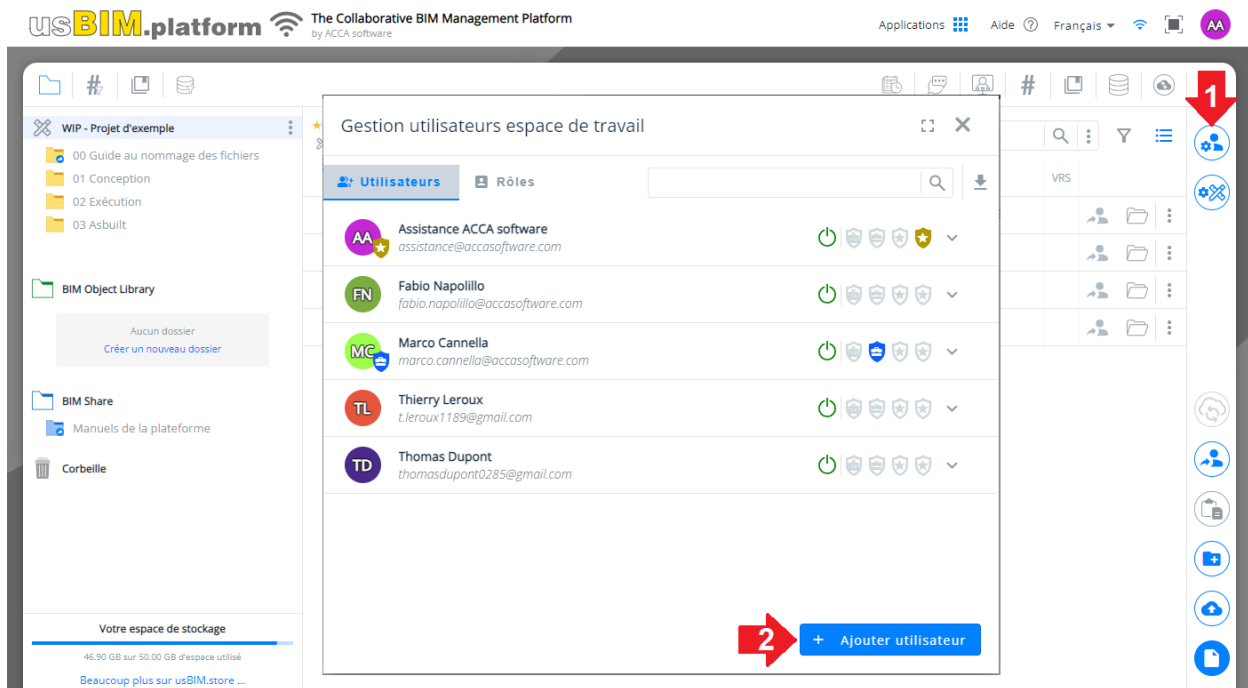 usBIM.platform
The Collaborative BIM Management Platform
by ACCA software
Applications
Aide
Français
AA
1
WIP - Projet d'exemple
00 Guide au nommage des fichiers
01 Conception
02 Exécution
03 Asbuilt
BIM Object Library
Aucun dossier
Créer un nouveau dossier
BIM Share
Manuels de la plateforme
Corbeille
Votre espace de stockage
46.90 GB sur 50.00 GB d'espace utilisé
Beaucoup plus sur usBIM.store ...
VRS
Gestion utilisateurs espace de travail
Utilisateurs
Rôles
AA
Assistance ACCA software
assistance@accasoftware.com
FN
Fabio Napolillo
fabio.napolillo@accasoftware.com
MC
Marco Cannella
marco.cannella@accasoftware.com
TL
Thierry Leroux
t.leroux1189@gmail.com
TD
Thomas Dupont
thomasdupont0285@gmail.com
2
+ Ajouter utilisateur